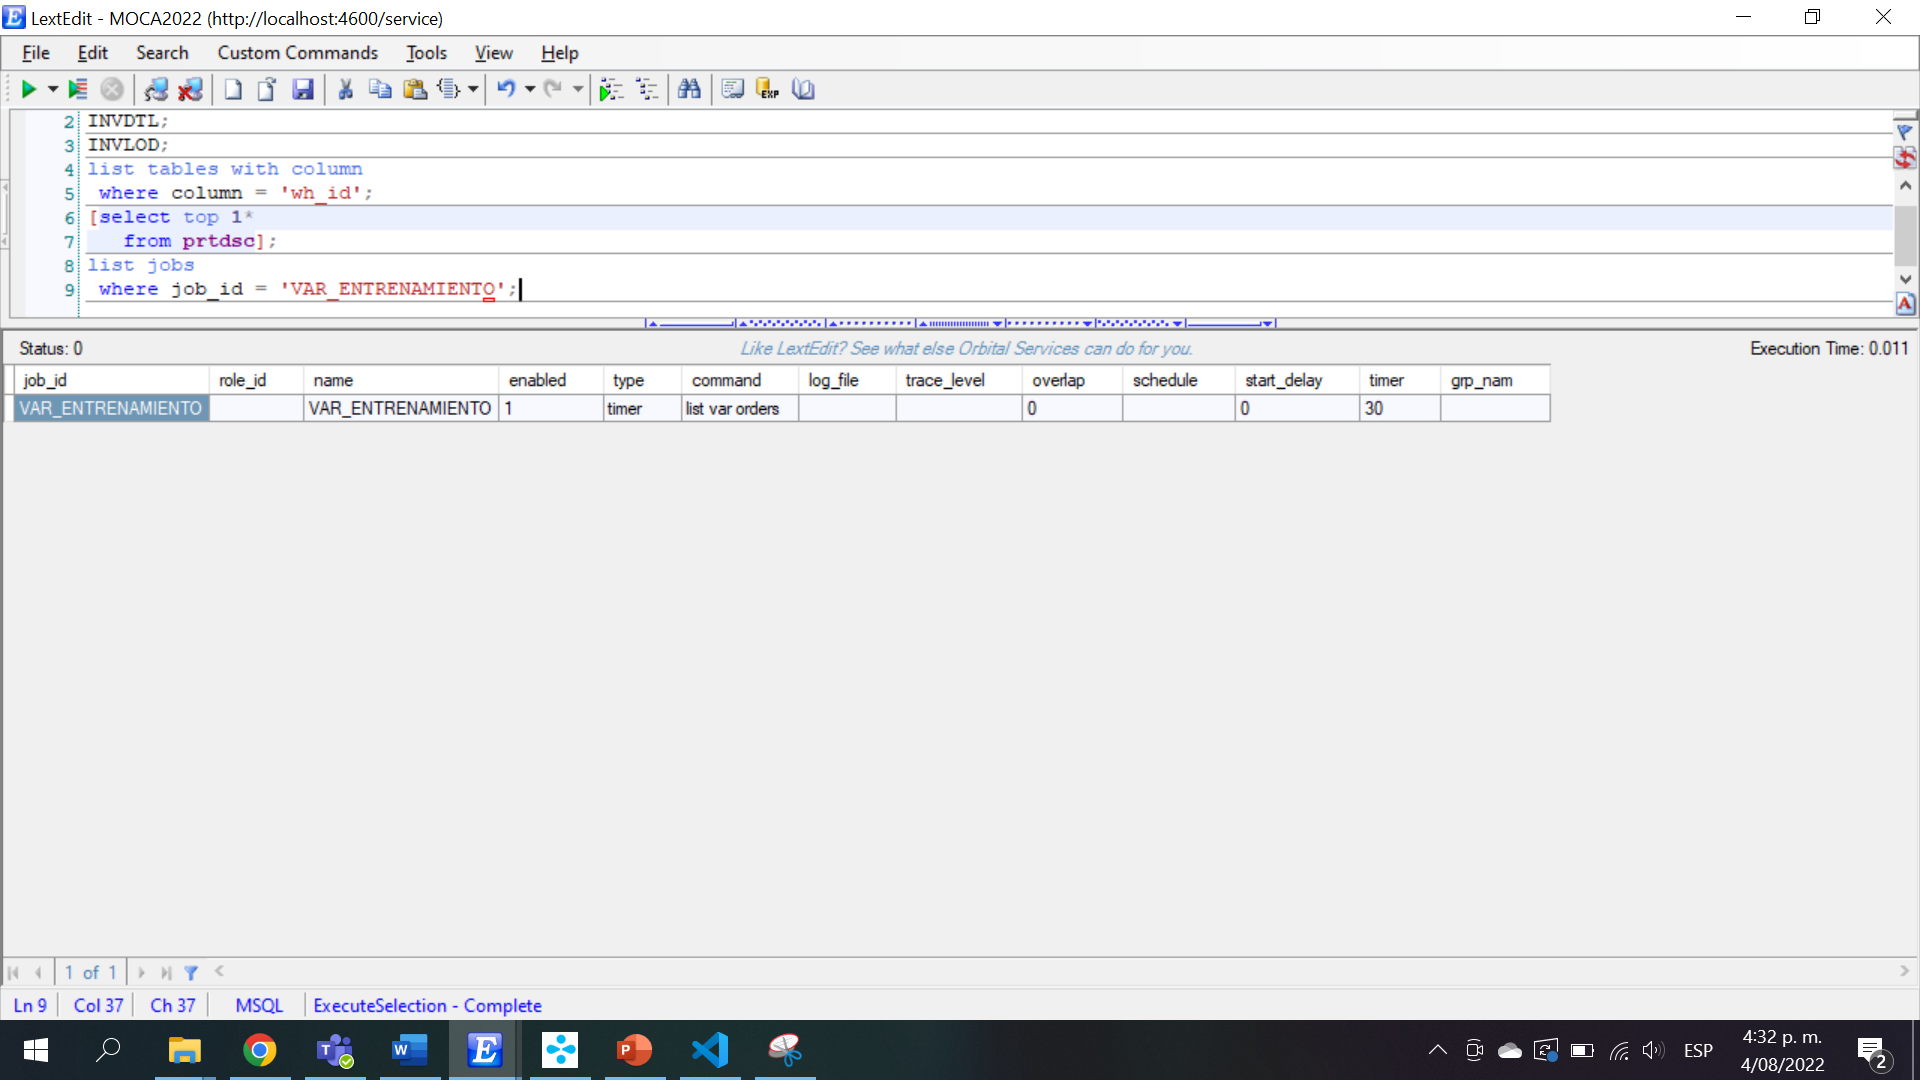 LextEdit - MOCA2022 (http://localhost:4600/service)
File Edit Search Custom Commands Tools View Help
EXP
2 INVDTL;
3 INVLOD;
4 list tables with column
5 where column = 'wh_id';
6 [select top 1*
7 from prtdsc];
8 list jobs
9 where job_id = 'VAR_ENTRENAMIENTO';
A
Status: 0 Like LextEdit? See what else Orbital Services can do for you. Execution Time: 0.011
job_id role_id name enabled type command log_file trace_level overlap schedule start_delay timer grp_nam
VAR_ENTRENAMIENTO VAR_ENTRENAMIENTO 1 timer list var orders 0 0 30
1 of 1
Ln 9 Col 37 Ch 37 MSQL ExecuteSelection - Complete
T W E P ESP 4:32 p. m.
4/08/2022 2